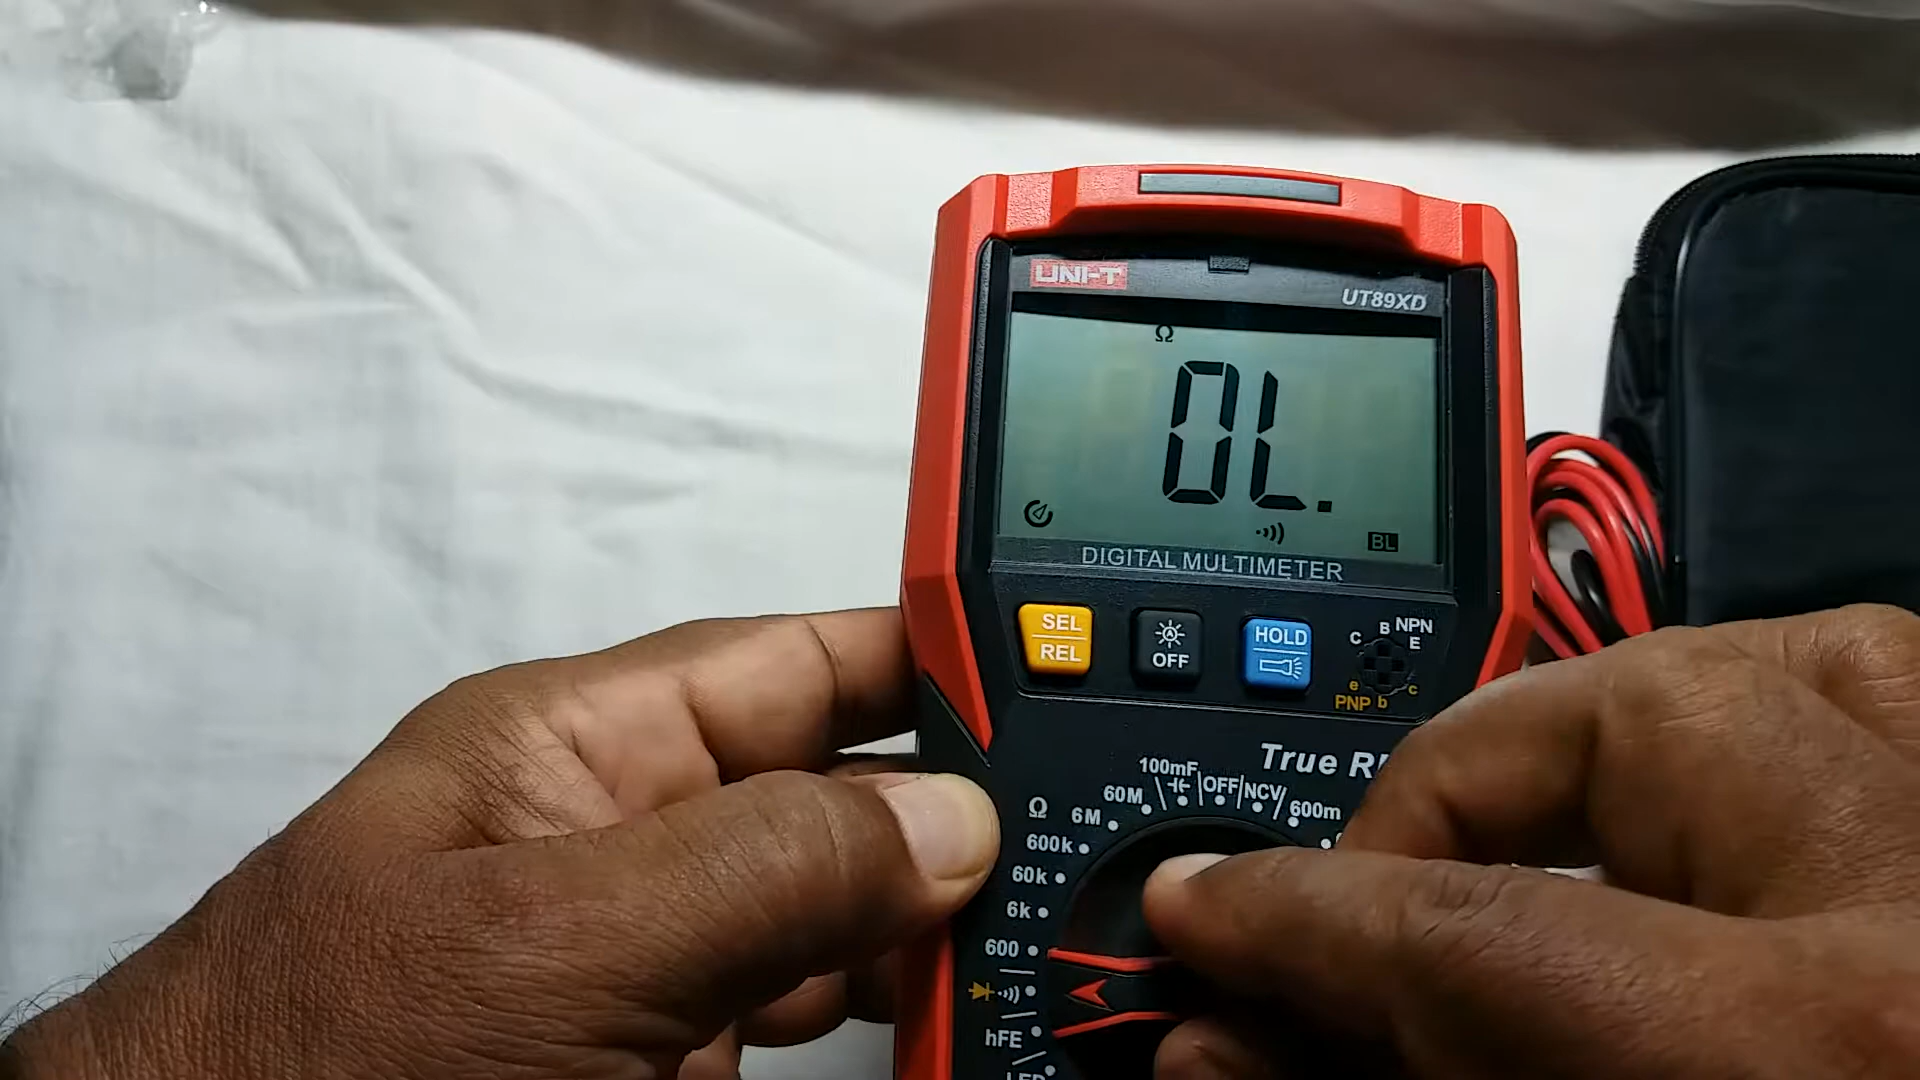 UNI-T
UT89XD
Ω
OL.
BL
DIGITAL MULTIMETER
SEL
REL
OFF
HOLD
NPN
C B E
e b c
PNP
True
100mF
60M
OFF
NCV
600m
Ω
6M
600k
60k
6k
600
hFE